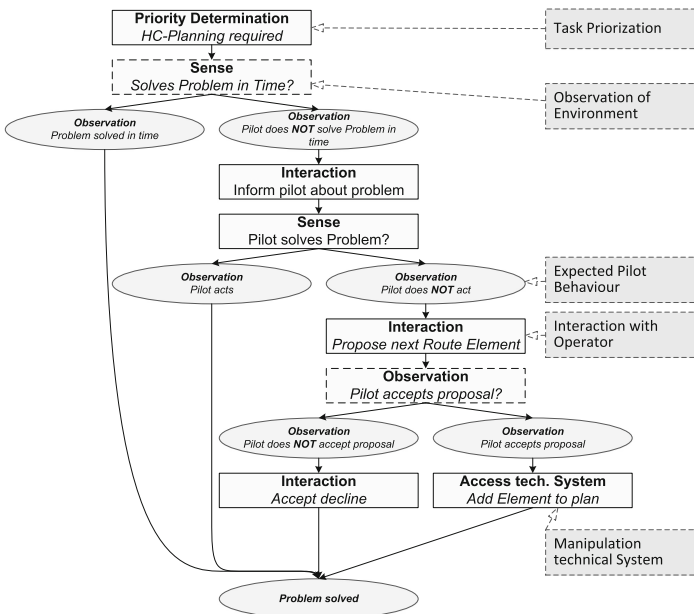 Priority Determination
HC-Planning required
Task Priorization
Sense
Solves Problem in Time?
Observation of
Environment
Observation
Problem solved in time
Observation
Pilot does NOT solve Problem in
time
Interaction
Inform pilot about problem
Sense
Pilot solves Problem?
Observation
Pilot acts
Observation
Pilot does NOT act
Expected Pilot
Behaviour
Interaction
Propose next Route Element
Interaction with
Operator
Observation
Pilot accepts proposal?
Observation
Pilot does NOT accept proposal
Observation
Pilot accepts proposal
Interaction
Accept decline
Access tech. System
Add Element to plan
Manipulation
technical System
Problem solved